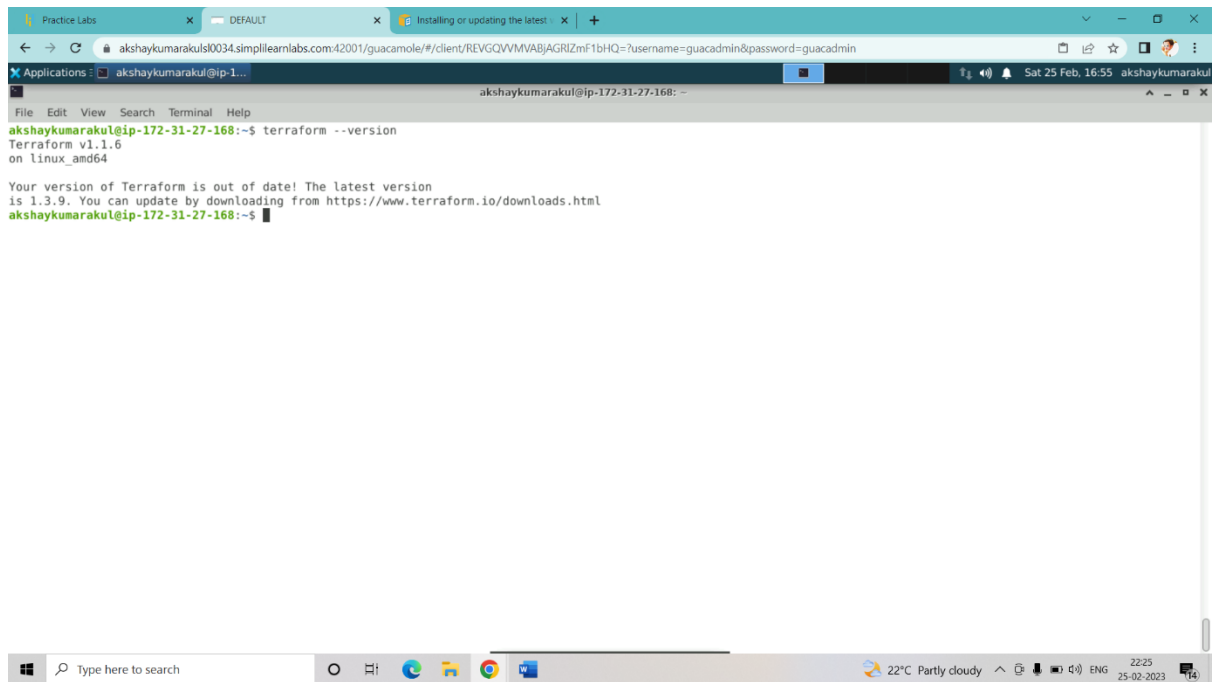 Practice Labs
DEFAULT
Installing or updating the latest v
akshaykumarakulsl0034.simplilearnlabs.com:42001/guacamole/#/client/REVGQVVMVABjAGRlZmF1bHQ=?username=guacadmin&password=guacadmin
Applications
akshaykumarakul@ip-1...
Sat 25 Feb, 16:55 akshaykumarakul
akshaykumarakul@ip-172-31-27-168: ~
File Edit View Search Terminal Help
akshaykumarakul@ip-172-31-27-168:~$ terraform --version
Terraform v1.1.6
on linux_amd64
Your version of Terraform is out of date! The latest version
is 1.3.9. You can update by downloading from https://www.terraform.io/downloads.html
akshaykumarakul@ip-172-31-27-168:~$
Type here to search
22°C Partly cloudy
ENG
22:25
25-02-2023
14